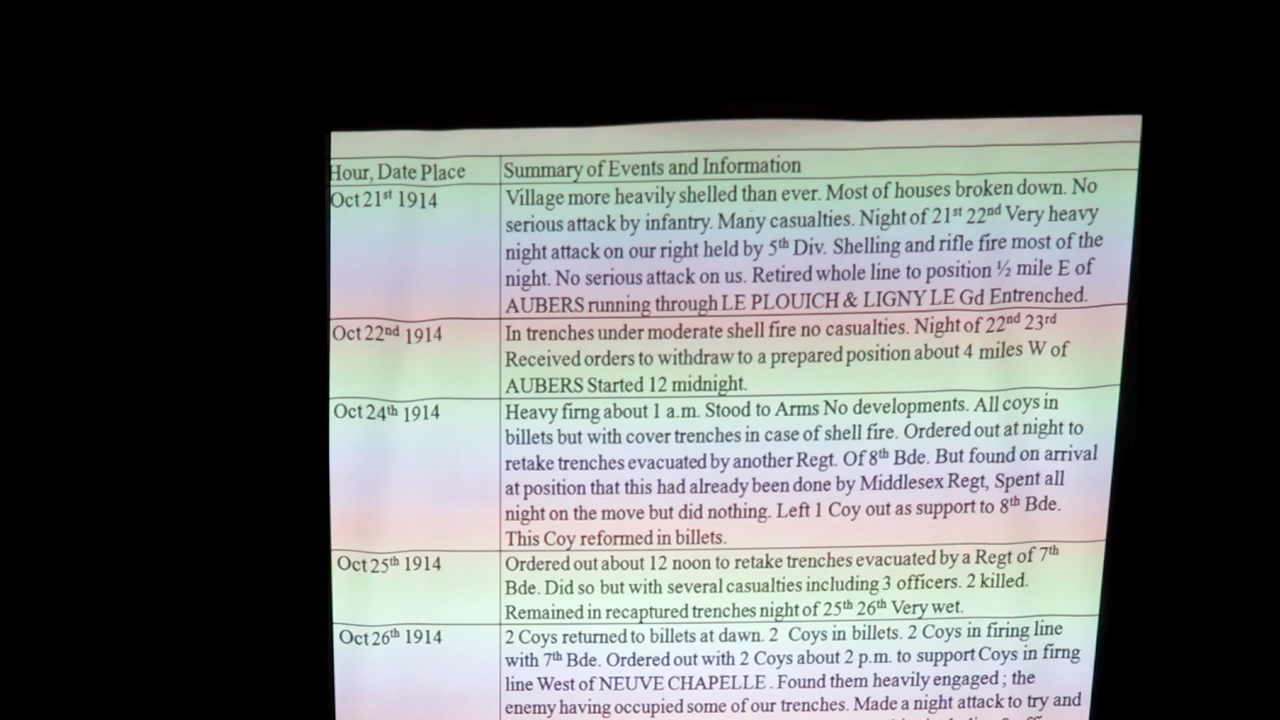 Hour, Date Place Summary of Events and Information
Oct 21st 1914 Village more heavily shelled than ever. Most of houses broken down. No
serious attack by infantry. Many casualties. Night of 21st 22nd Very heavy
night attack on our right held by 5th Div. Shelling and rifle fire most of the
night. No serious attack on us. Retired whole line to position ½ mile E of
AUBERS running through LE PLOUICH & LIGNY LE Gd Entrenched.
Oct 22nd 1914 In trenches under moderate shell fire no casualties. Night of 22nd 23rd
Received orders to withdraw to a prepared position about 4 miles W of
AUBERS Started 12 midnight.
Oct 24th 1914 Heavy firng about 1 a.m. Stood to Arms No developments. All coys in
billets but with cover trenches in case of shell fire. Ordered out at night to
retake trenches evacuated by another Regt. Of 8th Bde. But found on arrival
at position that this had already been done by Middlesex Regt, Spent all
night on the move but did nothing. Left 1 Coy out as support to 8th Bde.
This Coy reformed in billets.
Oct 25th 1914 Ordered out about 12 noon to retake trenches evacuated by a Regt of 7th
Bde. Did so but with several casualties including 3 officers. 2 killed.
Remained in recaptured trenches night of 25th 26th Very wet.
Oct 26th 1914 2 Coys returned to billets at dawn. 2 Coys in billets. 2 Coys in firing line
with 7th Bde. Ordered out with 2 Coys about 2 p.m. to support Coys in firng
line West of NEUVE CHAPELLE. Found them heavily engaged ; the
enemy having occupied some of our trenches. Made a night attack to try and